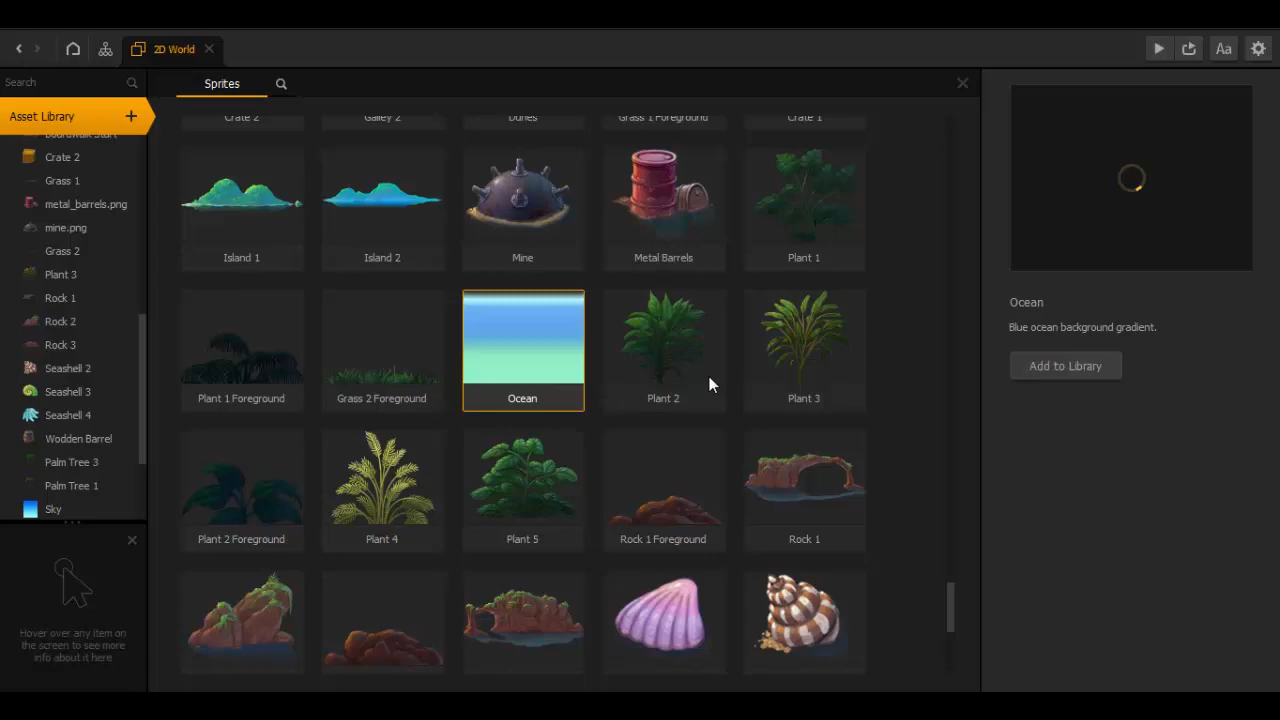 2D World
Aa
Search
Asset Library
Boardwalk Start
Crate 2
Grass 1
metal_barrels.png
mine.png
Grass 2
Plant 3
Rock 1
Rock 2
Rock 3
Seashell 2
Seashell 3
Seashell 4
Wodden Barrel
Palm Tree 3
Palm Tree 1
Sky
Hover over any item on
the screen to see more
info about it here
Sprites
Crate 2 Galley 2 Dunes Grass 1 Foreground Crate 1
Island 1 Island 2 Mine Metal Barrels Plant 1
Plant 1 Foreground Grass 2 Foreground Ocean Plant 2 Plant 3
Plant 2 Foreground Plant 4 Plant 5 Rock 1 Foreground Rock 1
Ocean
Blue ocean background gradient.
Add to Library